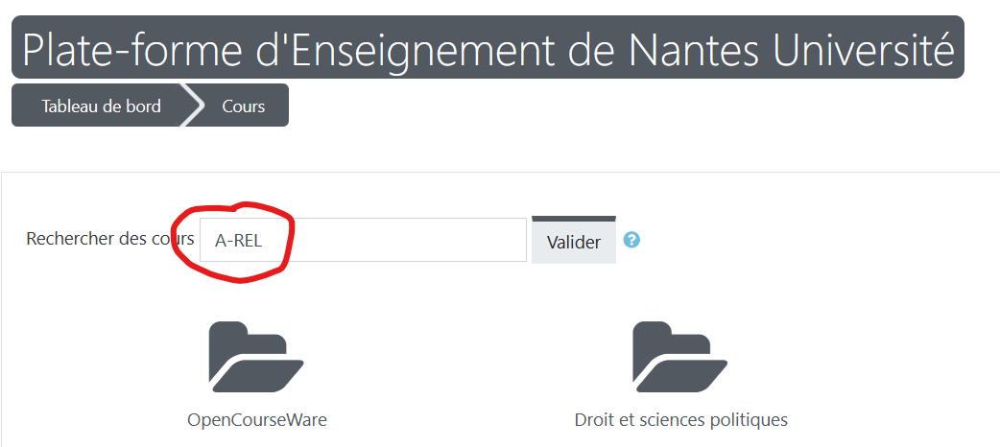 Plate-forme d'Enseignement de Nantes Université
Tableau de bord Cours
Rechercher des cours A-REL Valider ?
OpenCourseWare Droit et sciences politiques